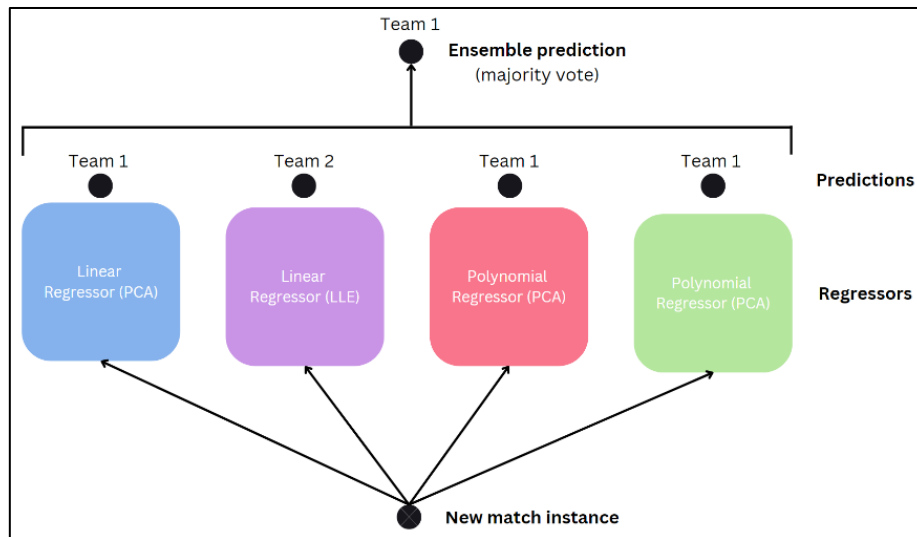 Team 1
Ensemble prediction
(majority vote)
Team 1
Team 2
Team 1
Team 1
Predictions
Linear
Regressor (PCA)
Linear
Regressor (LLE)
Polynomial
Regressor (PCA)
Polynomial
Regressor (PCA)
Regressors
New match instance